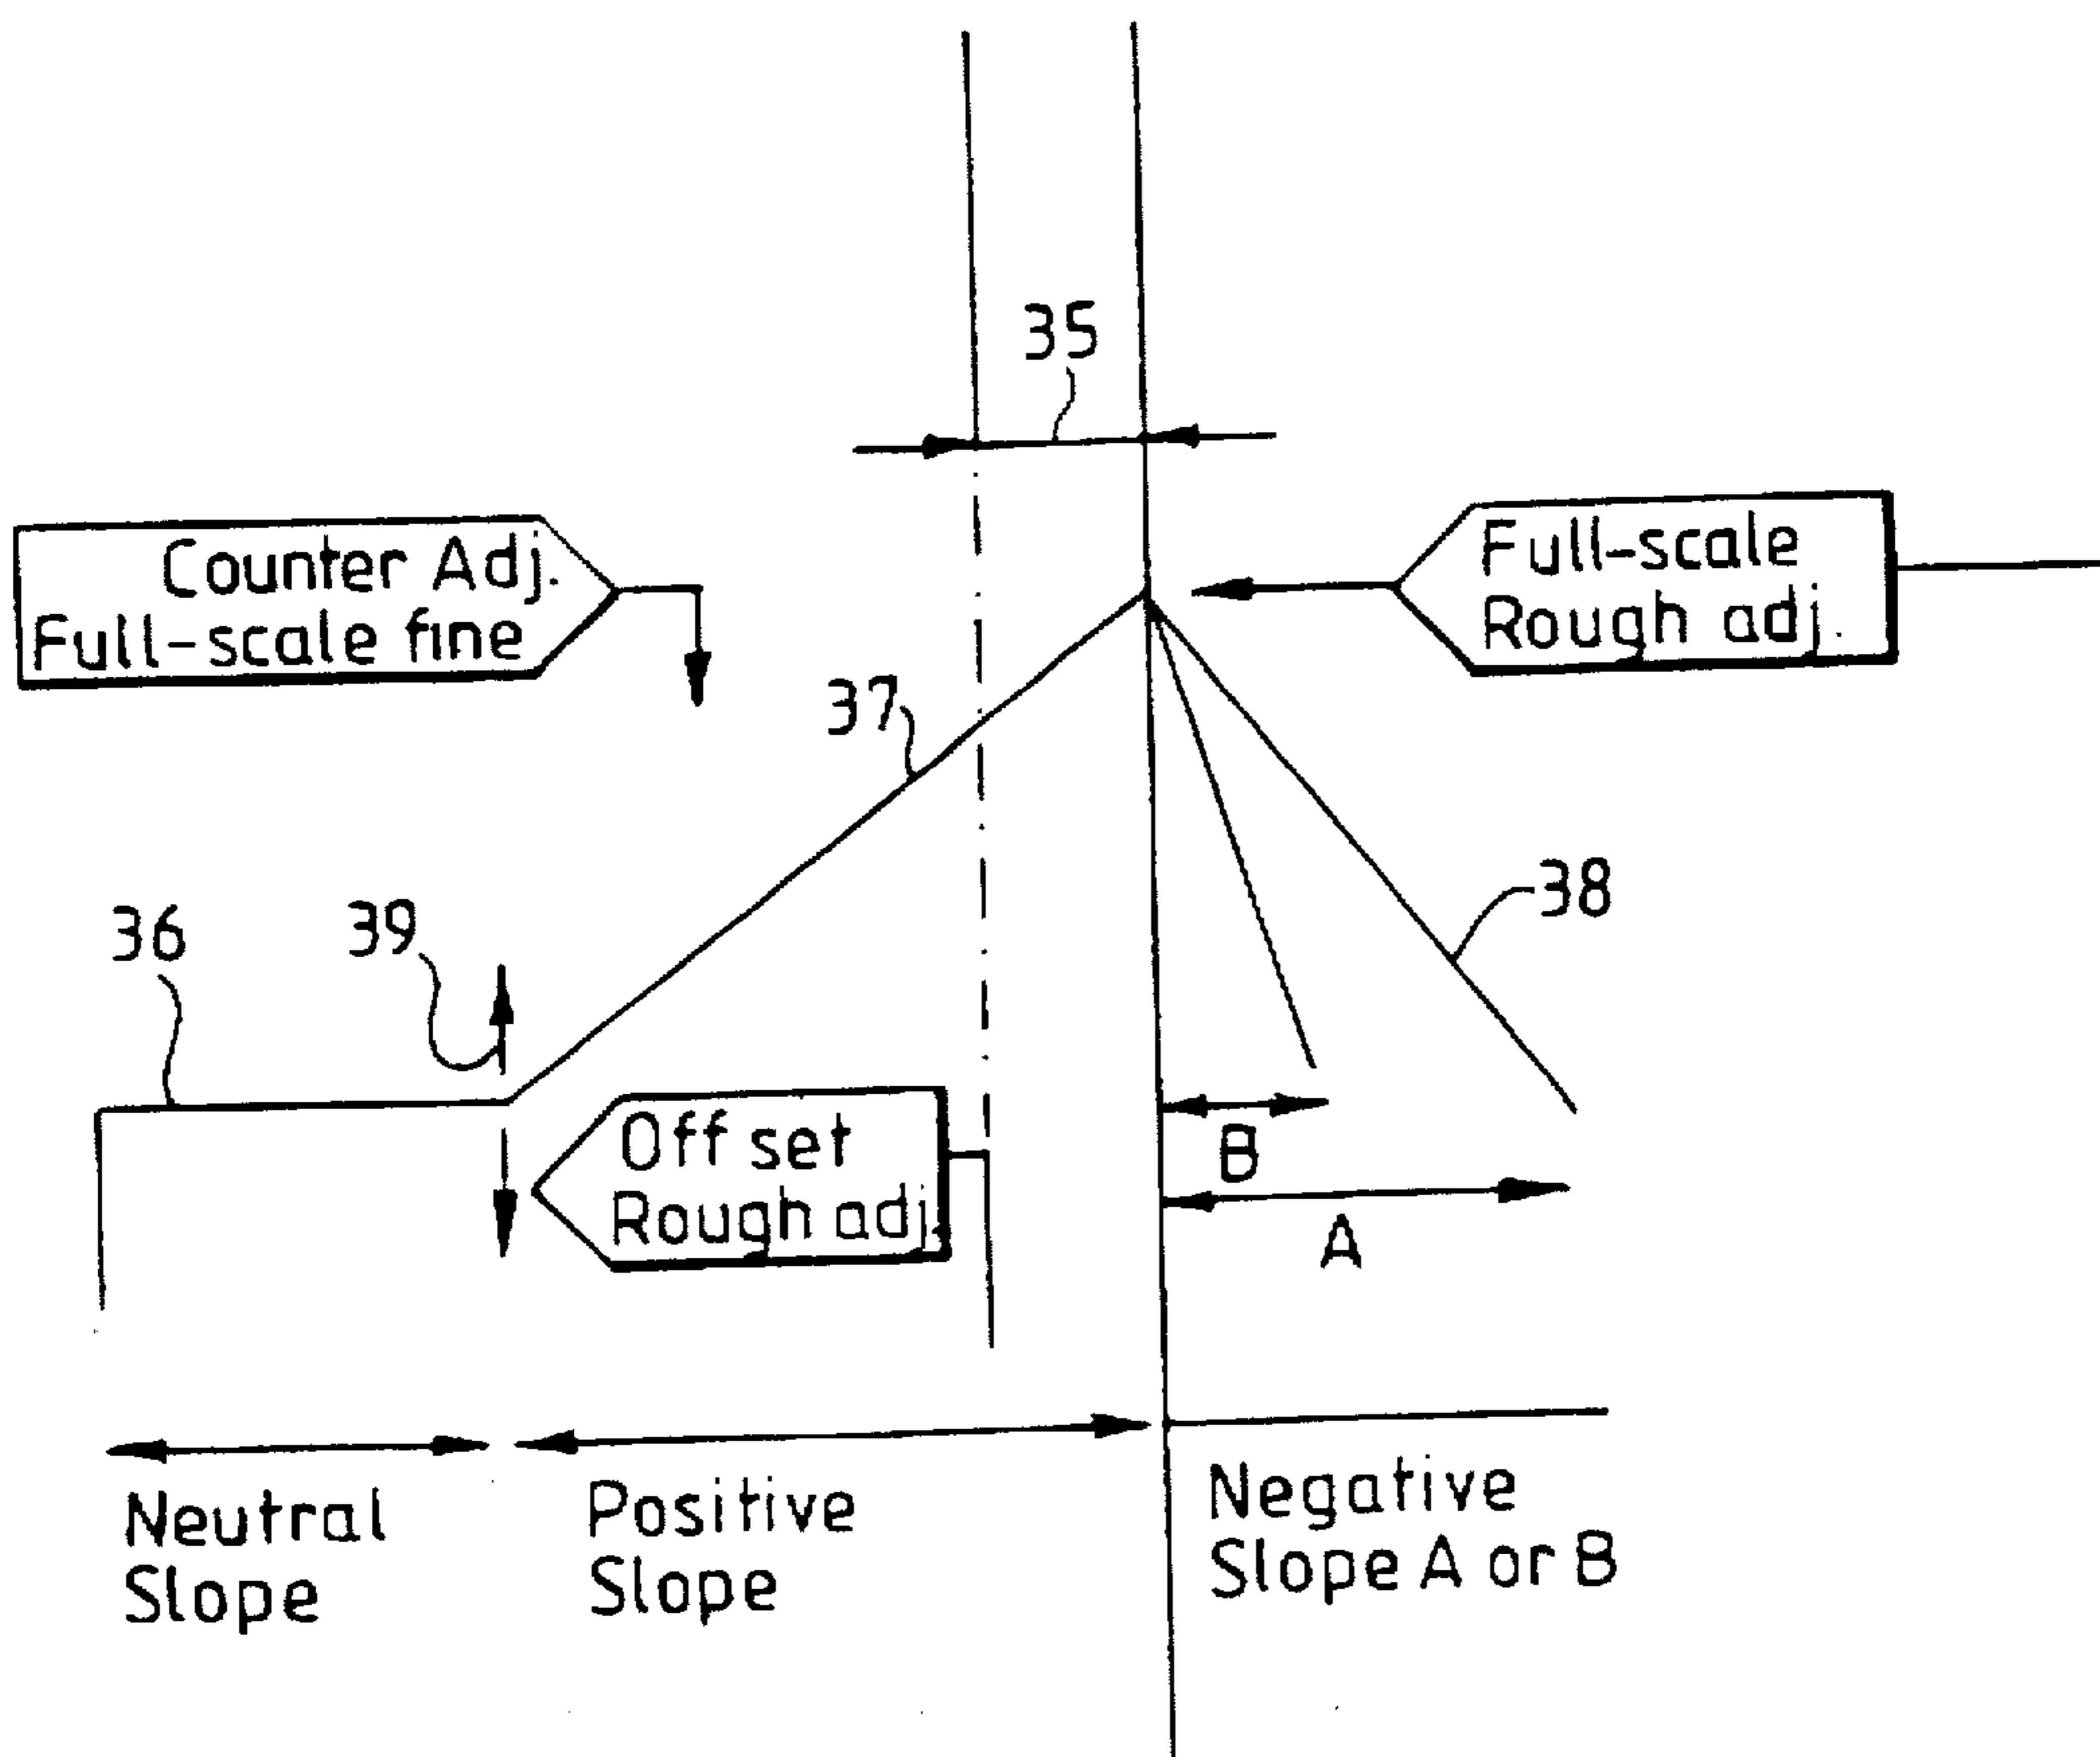 35
Counter Adj.
Full-scale fine
Full-scale
Rough adj.
37
38
36
39
Off set
Rough adj.
B
A
Neutral
Slope
Positive
Slope
Negative
Slope A or B